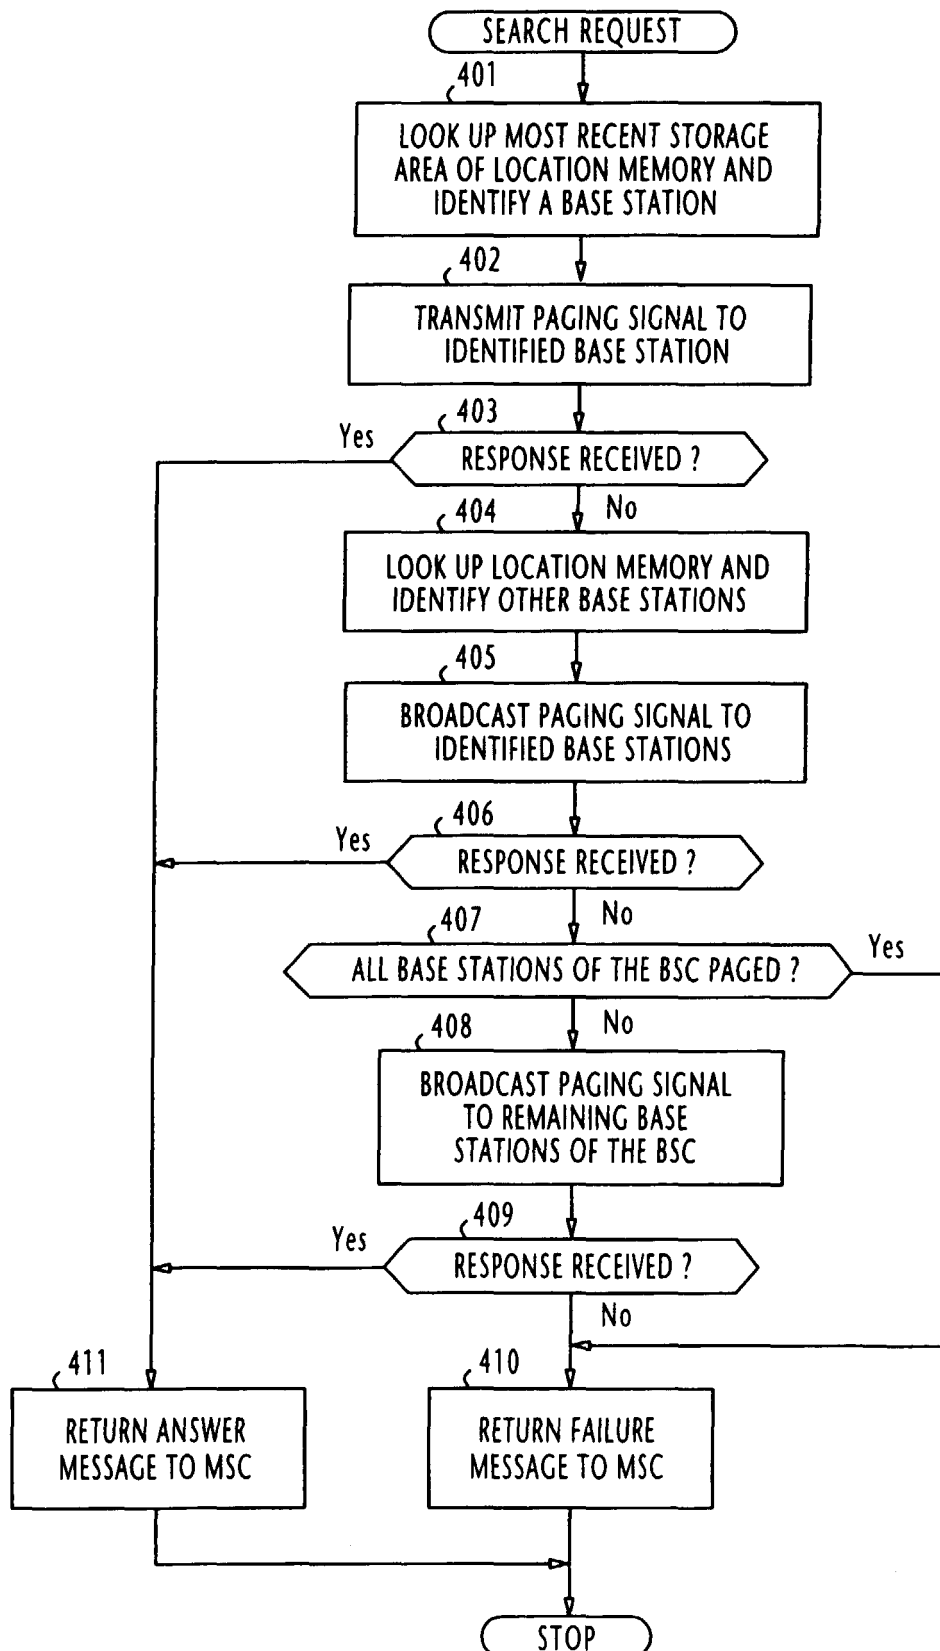 SEARCH REQUEST
401
LOOK UP MOST RECENT STORAGE
AREA OF LOCATION MEMORY AND
IDENTIFY A BASE STATION
402
TRANSMIT PAGING SIGNAL TO
IDENTIFIED BASE STATION
403
Yes
RESPONSE RECEIVED ?
No
404
LOOK UP LOCATION MEMORY AND
IDENTIFY OTHER BASE STATIONS
405
BROADCAST PAGING SIGNAL TO
IDENTIFIED BASE STATIONS
406
Yes
RESPONSE RECEIVED ?
No
407
ALL BASE STATIONS OF THE BSC PAGED ?
Yes
No
408
BROADCAST PAGING SIGNAL
TO REMAINING BASE
STATIONS OF THE BSC
409
Yes
RESPONSE RECEIVED ?
No
411
RETURN ANSWER
MESSAGE TO MSC
410
RETURN FAILURE
MESSAGE TO MSC
STOP